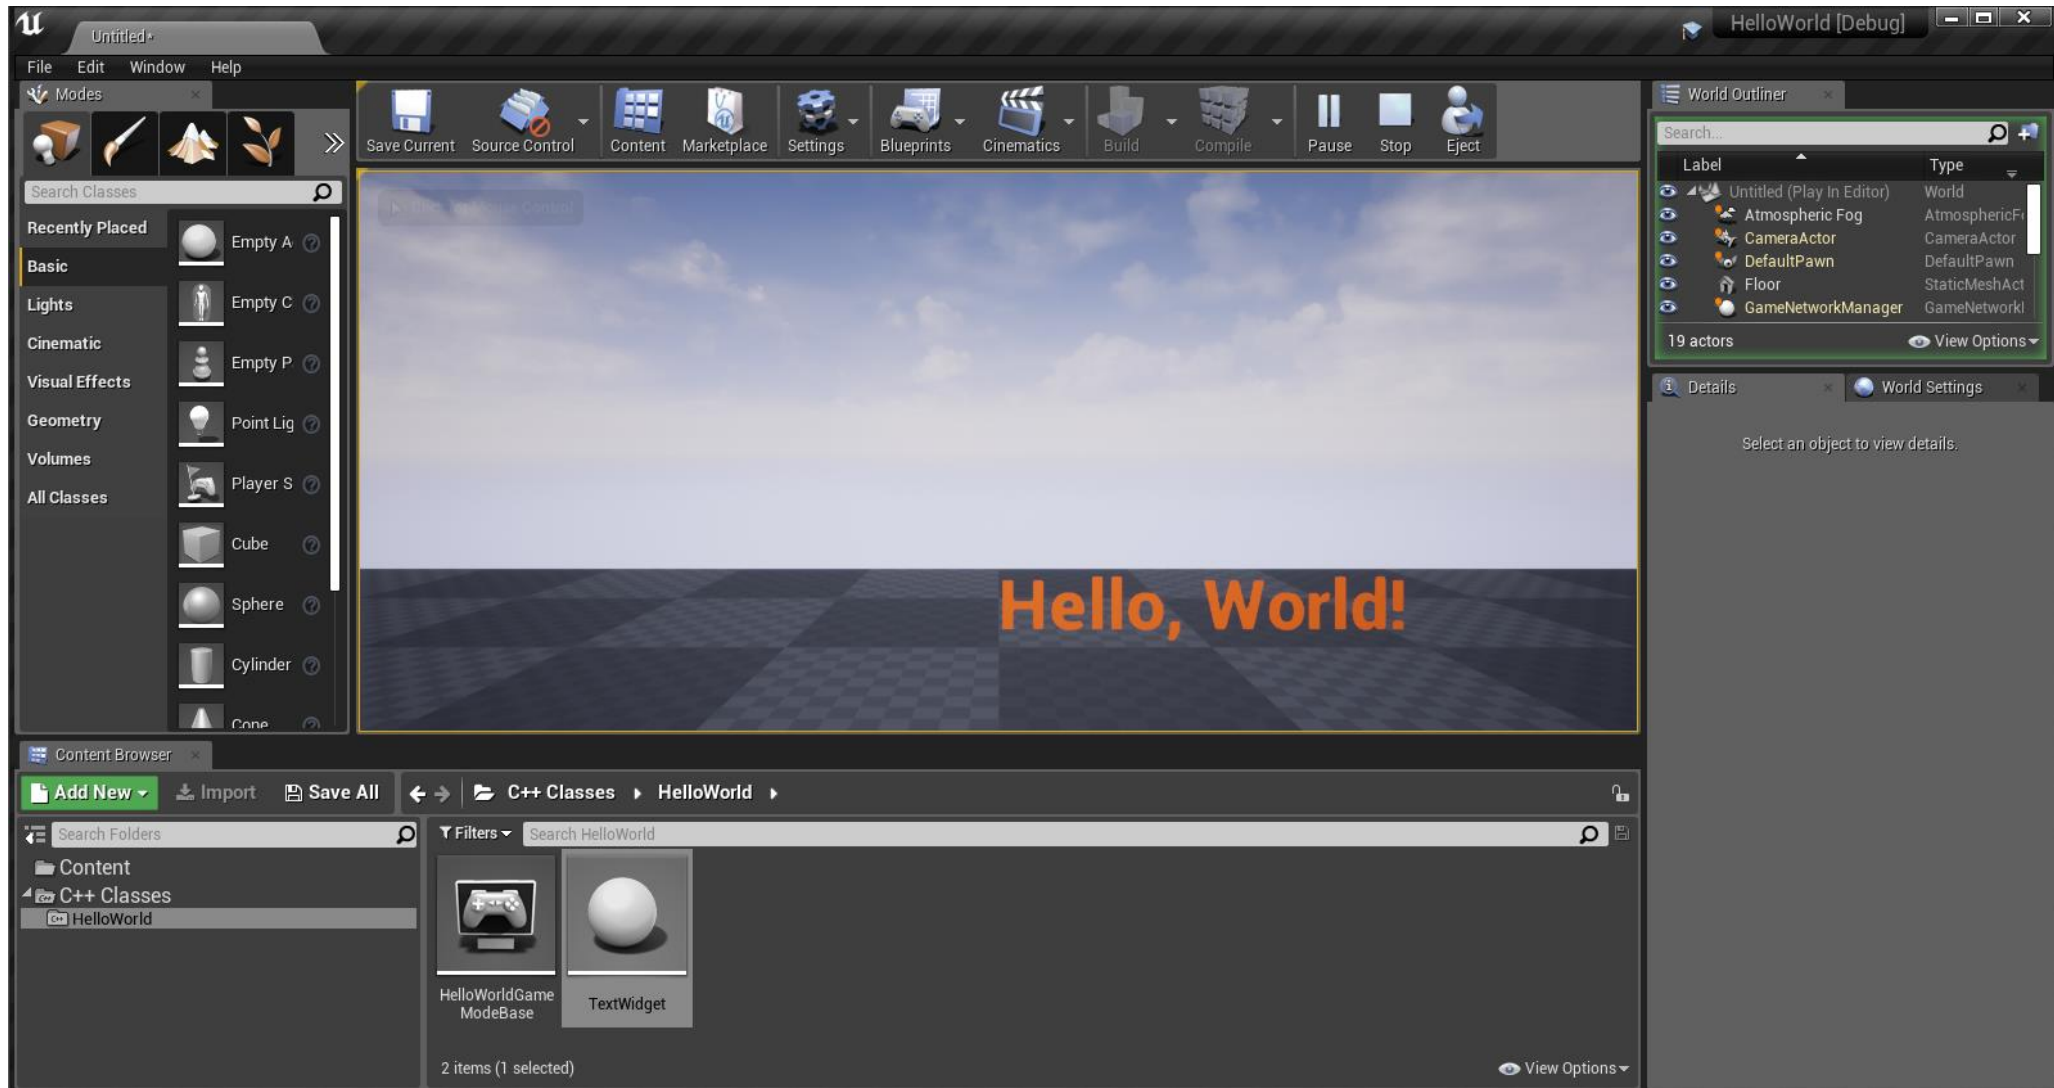 Untitled*
HelloWorld [Debug]
File Edit Window Help
Modes
Save Current Source Control Content Marketplace Settings Blueprints Cinematics Build Compile Pause Stop Eject
Search Classes
Recently Placed
Basic
Lights
Cinematic
Visual Effects
Geometry
Volumes
All Classes
Empty A
Empty C
Empty P
Point Lig
Player S
Cube
Sphere
Cylinder
Cone
Hello, World!
World Outliner
Search...
Label Type
Untitled (Play In Editor) World
Atmospheric Fog AtmosphericF
CameraActor CameraActor
DefaultPawn DefaultPawn
Floor StaticMeshAct
GameNetworkManager GameNetwork
19 actors View Options
Details World Settings
Select an object to view details.
Content Browser
Add New Import Save All C++ Classes HelloWorld
Search Folders
Content
C++ Classes
HelloWorld
Filters Search HelloWorld
HelloWorldGame
ModeBase
TextWidget
2 items (1 selected) View Options